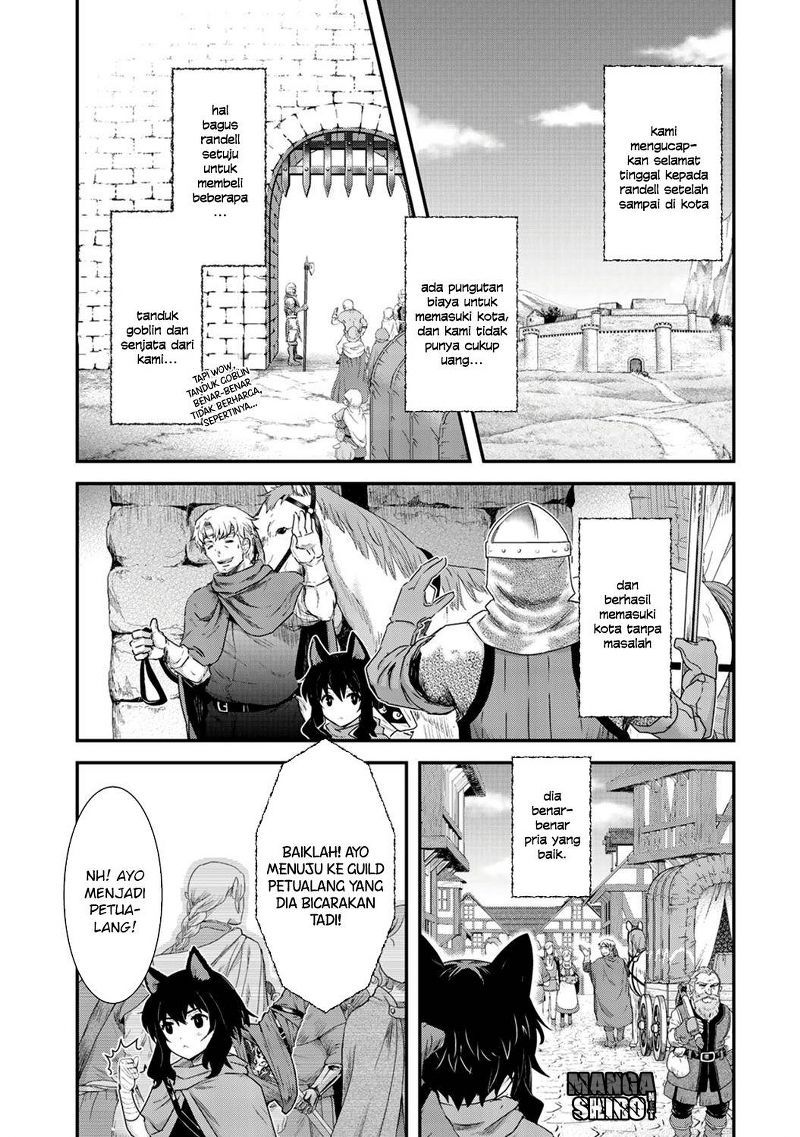 kami
mengucap-
kan selamat
tinggal kepada
randell setelah
sampai di kota
ada pungutan
biaya untuk
memasuki kota,
dan kami tidak
punya cukup
uang...
hal
bagus
randell
setuju
untuk
membeli
beberapa
...
tanduk
goblin dan
senjata dari
kami...
TAPI WOW,
TANDUK GOBLIN
BENAR-BENAR
TIDAK BERHARGA,
SEPERTINYA...
dan
berhasil
memasuki
kota tanpa
masalah
dia
benar-
benar
pria yang
baik.
BAIKLAH! AYO
MENUJU KE GUILD
PETUALANG YANG
DIA BICARAKAN
TADI!
NH! AYO
MENJADI
PETUA-
LANG!
MANGA
SHIRO!